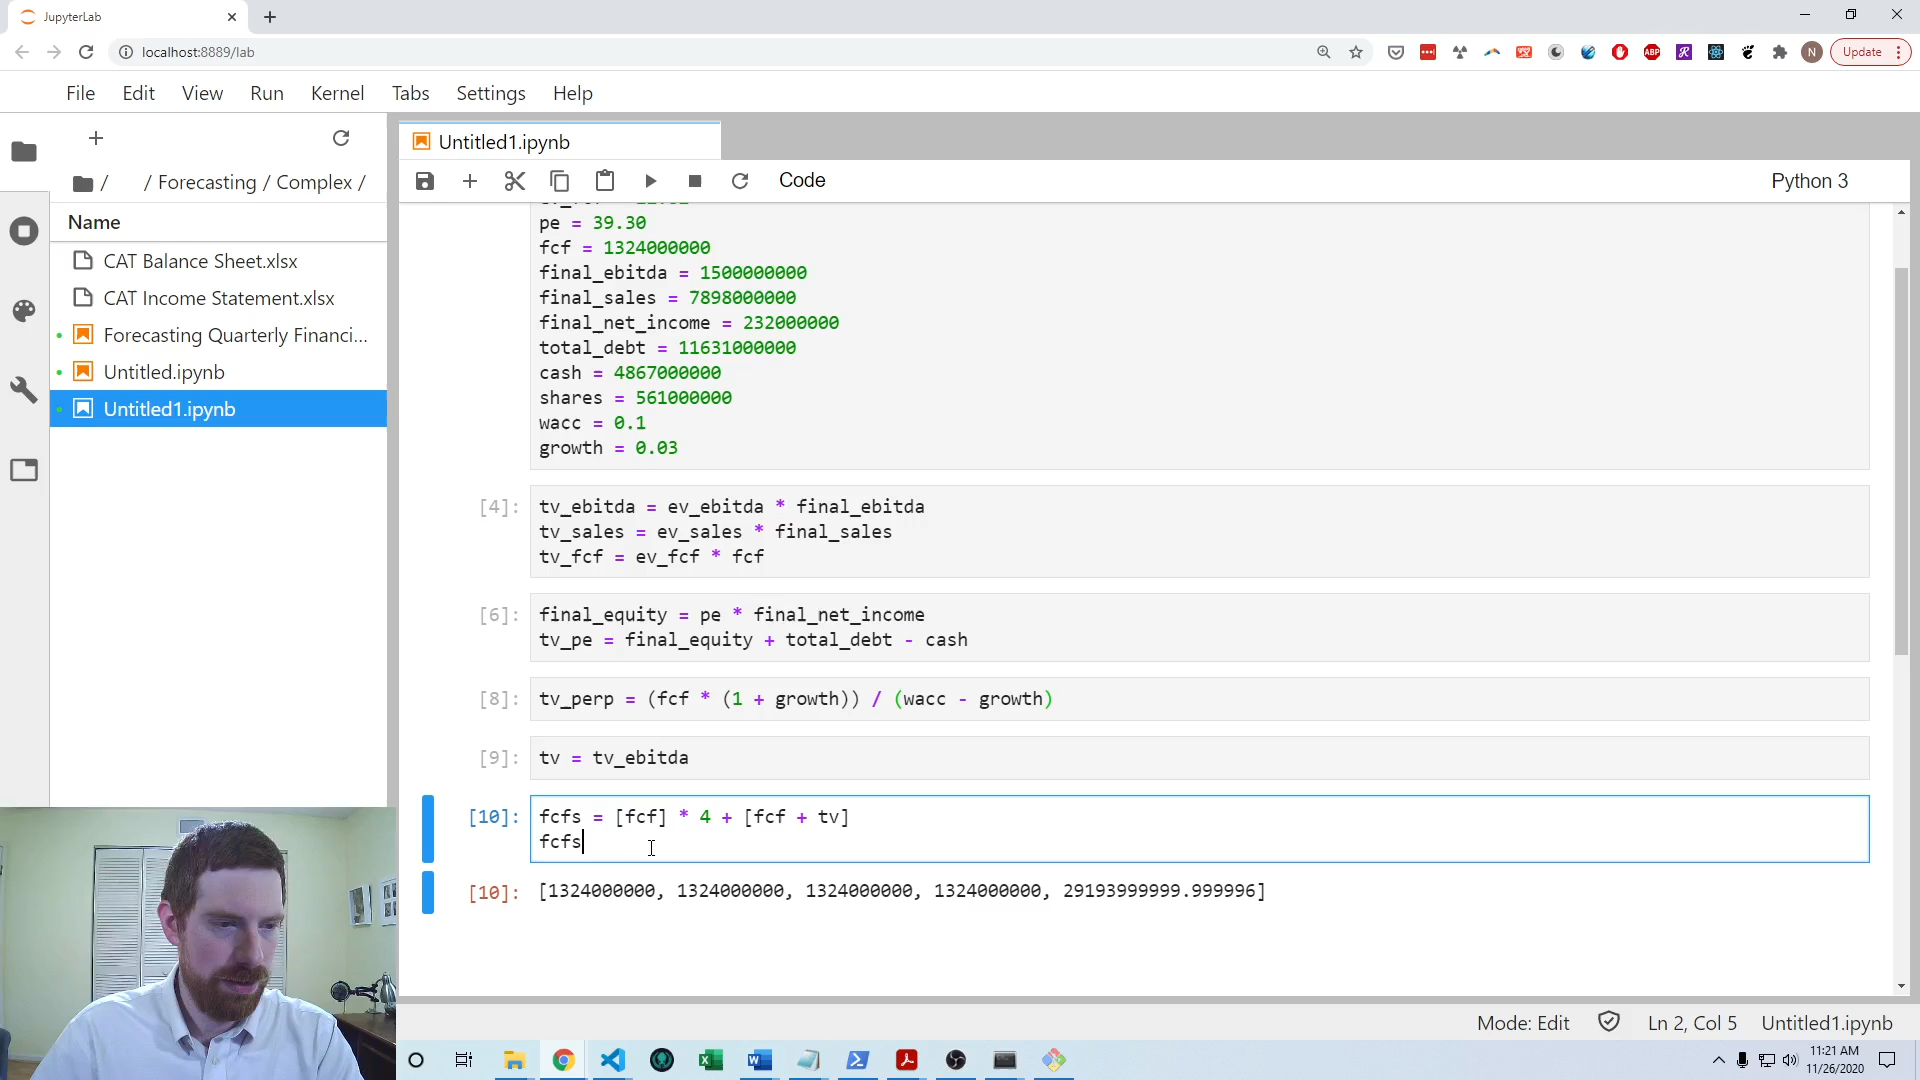 JupyterLab
localhost:8889/lab
ABP
N
Update
File Edit View Run Kernel Tabs Settings Help
/ / Forecasting / Complex /
Name
CAT Balance Sheet.xlsx
CAT Income Statement.xlsx
Forecasting Quarterly Financi...
Untitled.ipynb
Untitled1.ipynb
Untitled1.ipynb
Code
Python 3
pe = 39.30
fcf = 1324000000
final_ebitda = 1500000000
final_sales = 7898000000
final_net_income = 232000000
total_debt = 11631000000
cash = 4867000000
shares = 561000000
wacc = 0.1
growth = 0.03
[4]: tv_ebitda = ev_ebitda * final_ebitda
tv_sales = ev_sales * final_sales
tv_fcf = ev_fcf * fcf
[6]: final_equity = pe * final_net_income
tv_pe = final_equity + total_debt - cash
[8]: tv_perp = (fcf * (1 + growth)) / (wacc - growth)
[9]: tv = tv_ebitda
[10]: fcfs = [fcf] * 4 + [fcf + tv]
fcfs
[10]: [1324000000, 1324000000, 1324000000, 1324000000, 29193999999.999996]
Mode: Edit Ln 2, Col 5 Untitled1.ipynb
11:21 AM
11/26/2020